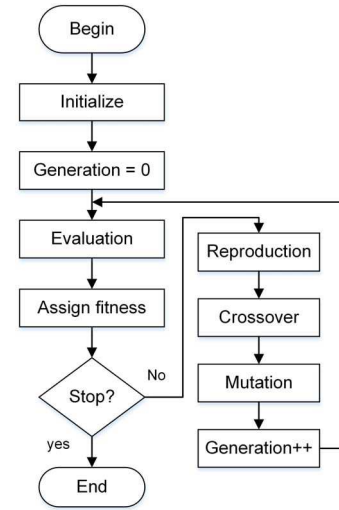 Begin
Initialize
Generation = 0
Evaluation
Assign fitness
Stop?
No
yes
End
Reproduction
Crossover
Mutation
Generation++